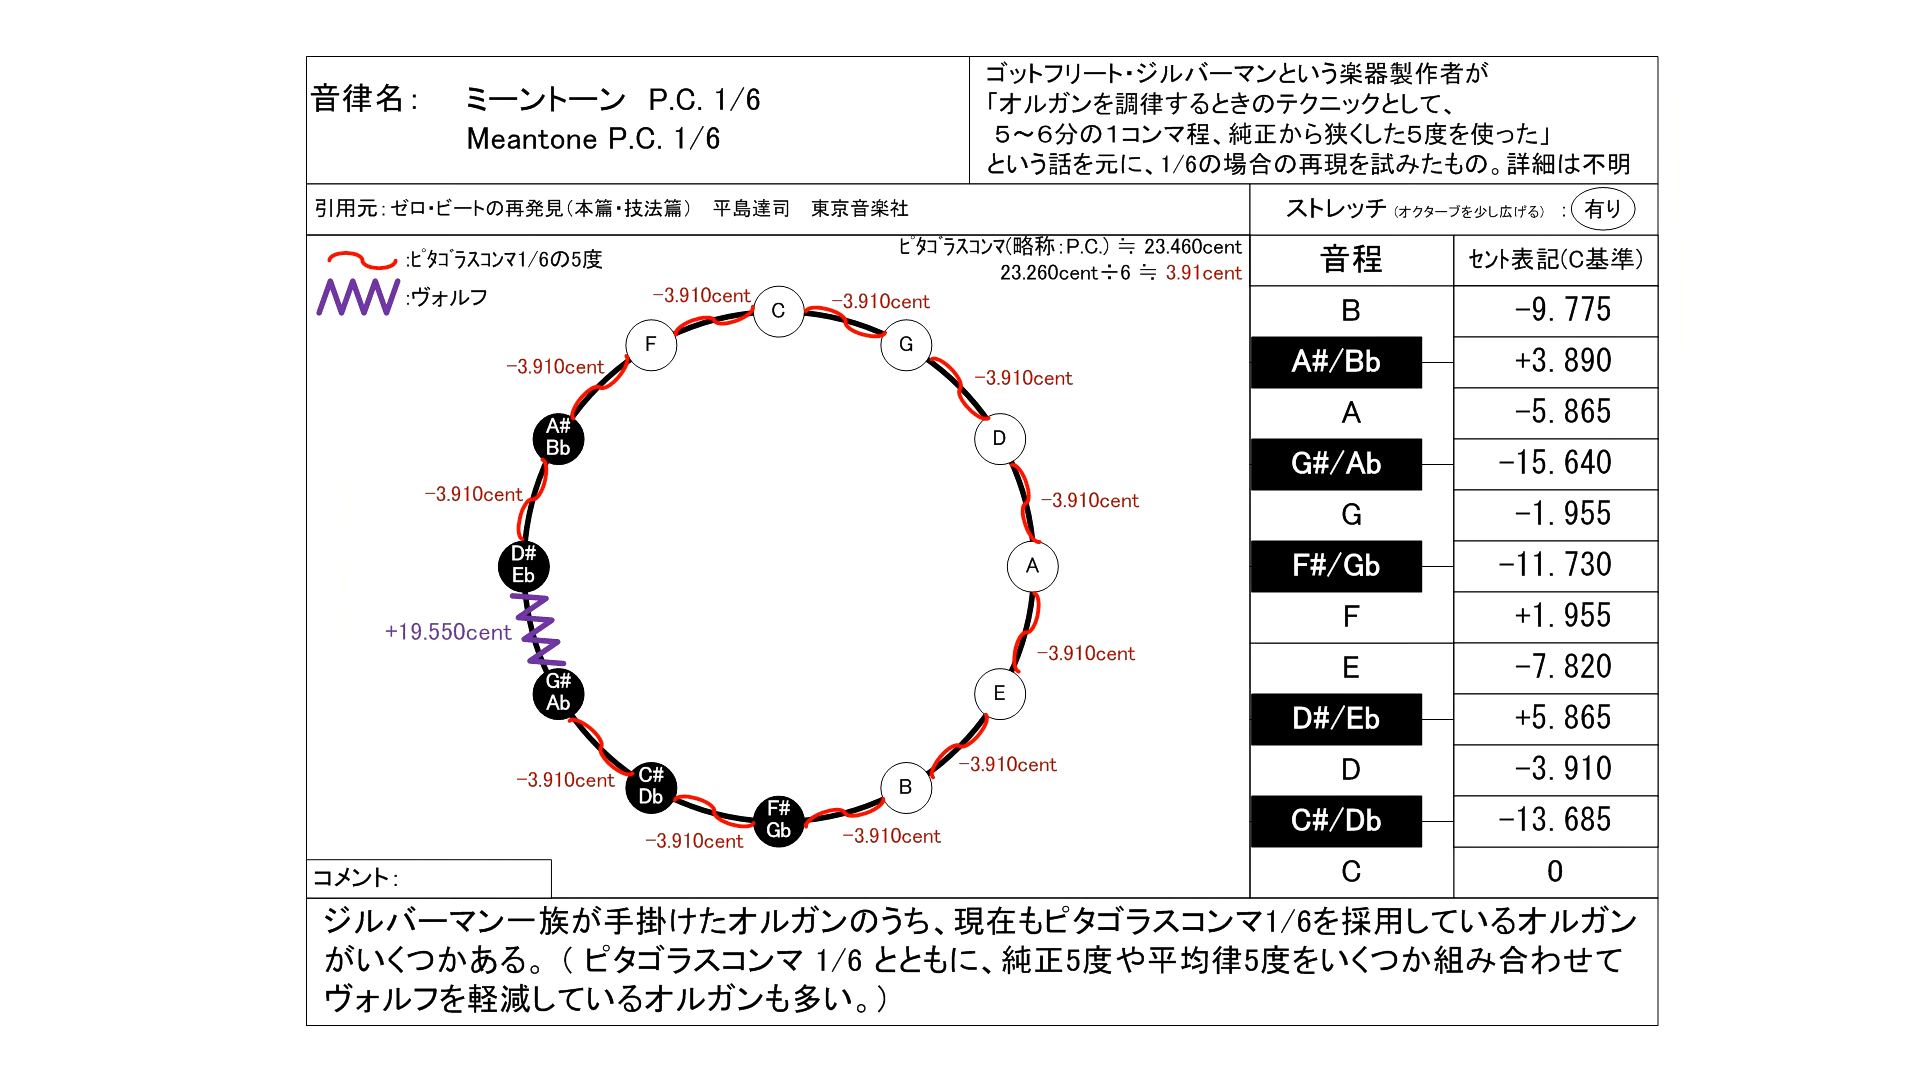 音律名： ミーントーン P.C. 1/6
Meantone P.C. 1/6
ゴットフリート・ジルバーマンという楽器製作者が
「オルガンを調律するときのテクニックとして、
５～６分の１コンマ程、純正から狭くした５度を使った」
という話を元に、1/6の場合の再現を試みたもの。詳細は不明
引用元：ゼロ・ビートの再発見（本篇・技法篇） 平島達司 東京音楽社
ストレッチ（オクターブを少し広げる）：有り
:ﾋﾟﾀｺﾞﾗｽコンマ1/6の5度
:ヴォルフ
ﾋﾟﾀｺﾞﾗｽコンマ(略称：P.C.) ≒ 23.460cent
23.260cent÷6 ≒ 3.91cent
C
G
D
A
E
B
F#
Gb
C#
Db
G#
Ab
D#
Eb
A#
Bb
F
-3.910cent
-3.910cent
-3.910cent
-3.910cent
-3.910cent
-3.910cent
-3.910cent
-3.910cent
-3.910cent
+19.550cent
-3.910cent
-3.910cent
音程 セント表記(C基準)
B -9.775
A#/Bb +3.890
A -5.865
G#/Ab -15.640
G -1.955
F#/Gb -11.730
F +1.955
E -7.820
D#/Eb +5.865
D -3.910
C#/Db -13.685
C 0
コメント：
ジルバーマン一族が手掛けたオルガンのうち、現在もピタゴラスコンマ1/6を採用しているオルガン
がいくつかある。（ ピタゴラスコンマ 1/6 とともに、純正5度や平均律5度をいくつか組み合わせて
ヴォルフを軽減しているオルガンも多い。）